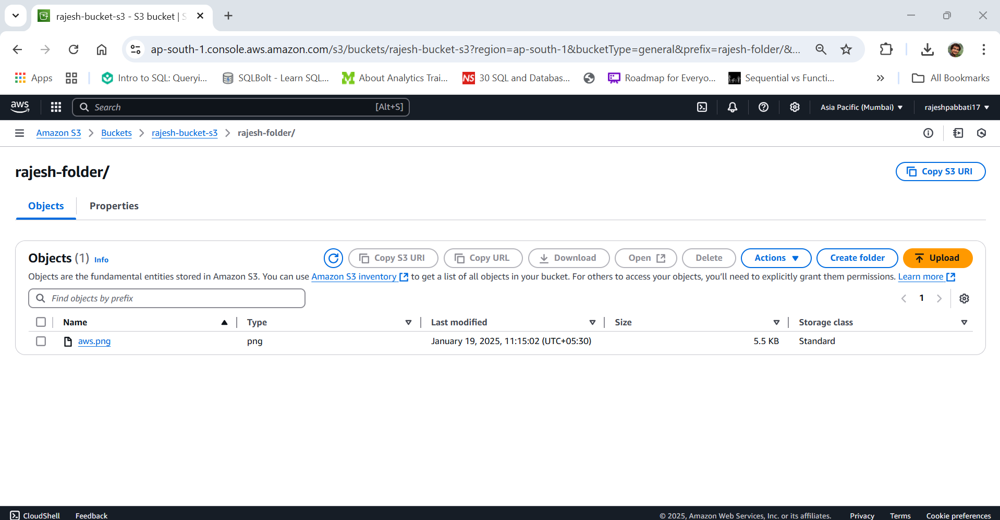 rajesh-bucket-s3 - S3 bucket | S
ap-south-1.console.aws.amazon.com/s3/buckets/rajesh-bucket-s3?region=ap-south-1&bucketType=general&prefix=rajesh-folder/&...
Apps Intro to SQL: Queryi... SQLBolt - Learn SQL... About Analytics Trai... NS 30 SQL and Databas... Roadmap for Everyo... Sequential vs Functi... All Bookmarks
aws Search [Alt+S] Asia Pacific (Mumbai) rajeshpabbati17
Amazon S3 Buckets rajesh-bucket-s3 rajesh-folder/
rajesh-folder/ Copy S3 URI
Objects Properties
Objects (1) Info Copy S3 URI Copy URL Download Open Delete Actions Create folder Upload
Objects are the fundamental entities stored in Amazon S3. You can use Amazon S3 inventory to get a list of all objects in your bucket. For others to access your objects, you’ll need to explicitly grant them permissions. Learn more
Find objects by prefix 1
Name Type Last modified Size Storage class
aws.png png January 19, 2025, 11:15:02 (UTC+05:30) 5.5 KB Standard
CloudShell Feedback © 2025, Amazon Web Services, Inc. or its affiliates. Privacy Terms Cookie preferences